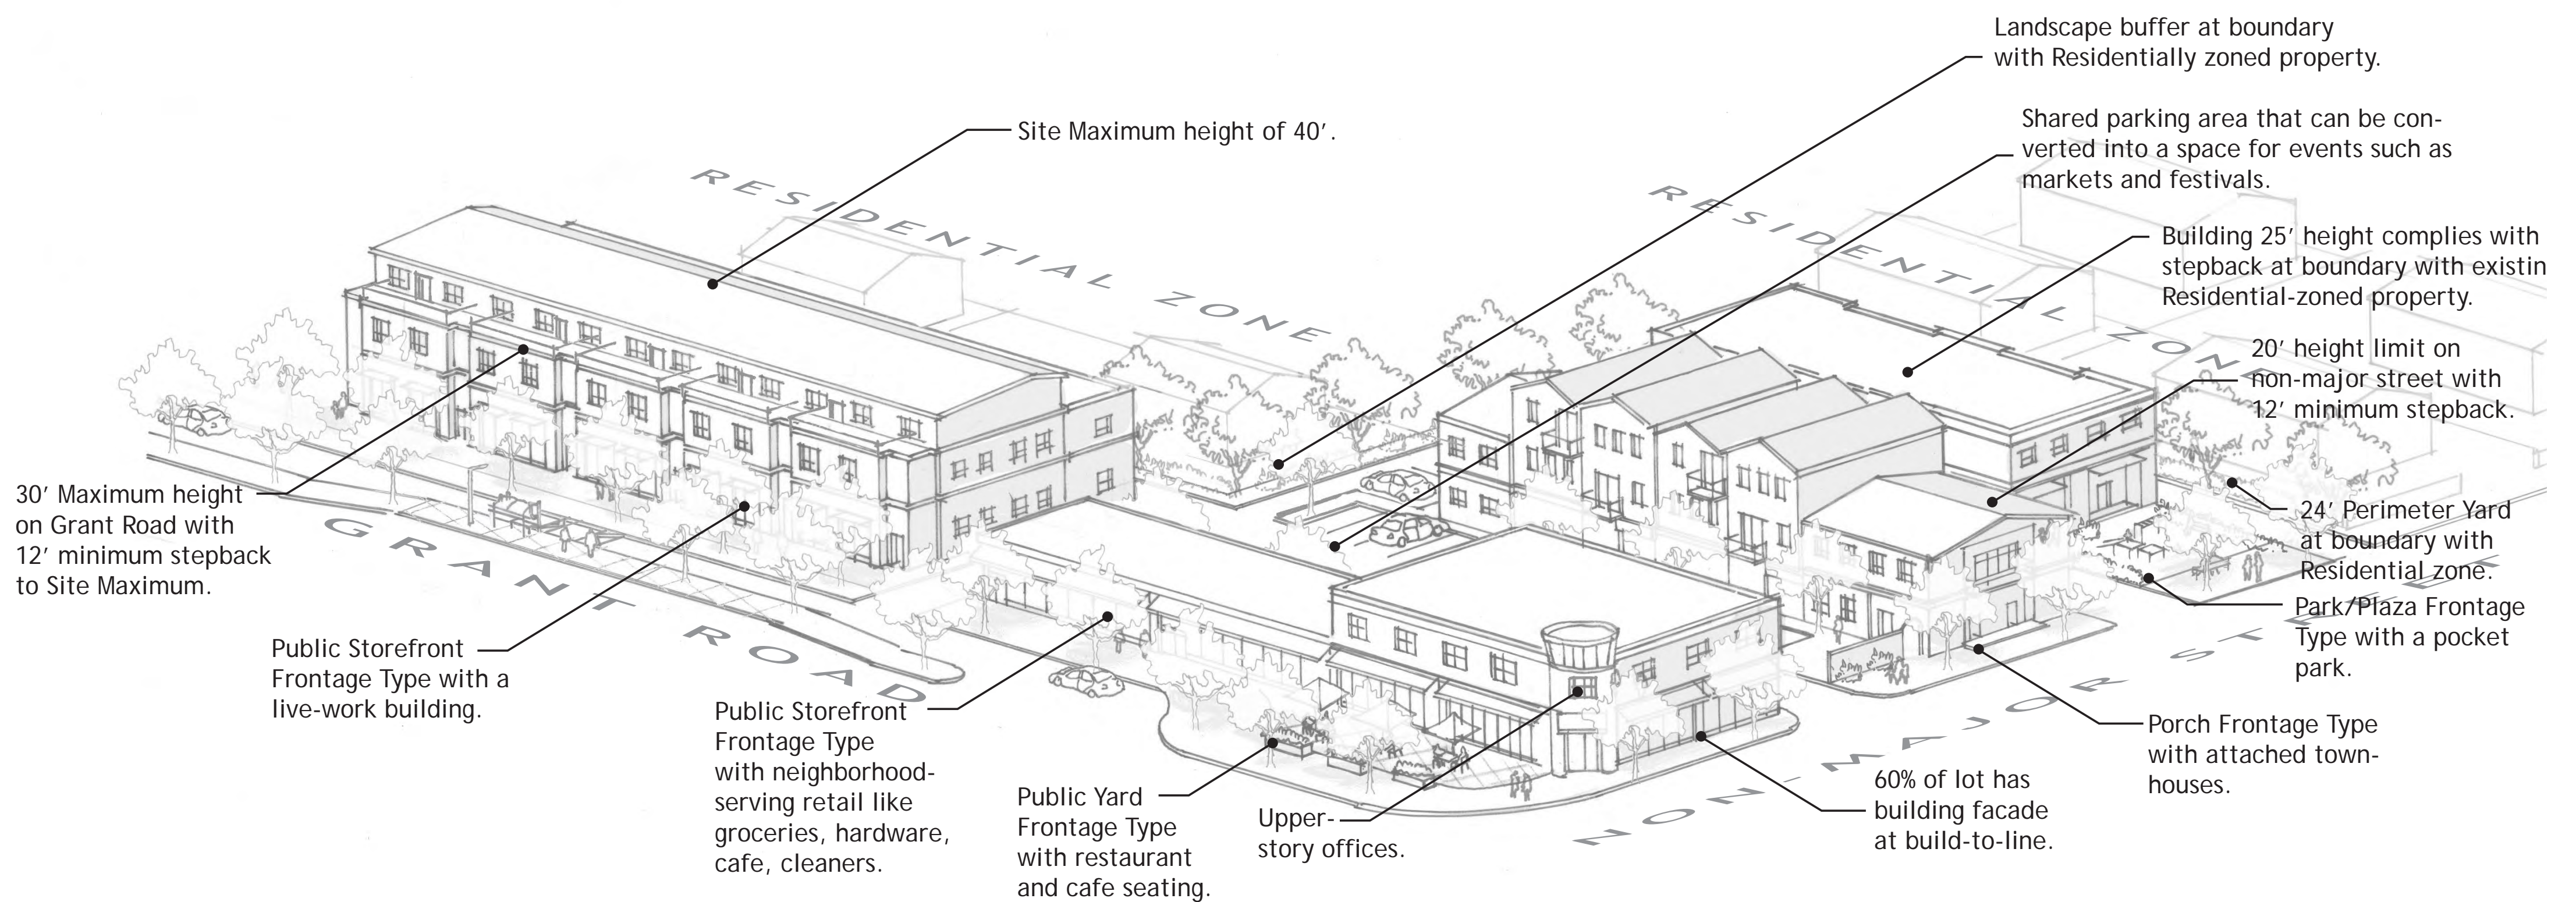 Landscape buffer at boundary
with Residentially zoned property.
Shared parking area that can be con-
verted into a space for events such as
markets and festivals.
Site Maximum height of 40’.
RESIDENTIAL ZONE
RESIDENTIAL ZONE
Building 25’ height complies with
stepback at boundary with existin
Residential-zoned property.
20’ height limit on
non-major street with
12’ minimum stepback.
30’ Maximum height
on Grant Road with
12’ minimum stepback
to Site Maximum.
GRANT ROAD
24’ Perimeter Yard
at boundary with
Residential zone.
Park/Plaza Frontage
Type with a pocket
park.
Public Storefront
Frontage Type with a
live-work building.
Public Storefront
Frontage Type
with neighborhood-
serving retail like
groceries, hardware,
cafe, cleaners.
Public Yard
Frontage Type
with restaurant
and cafe seating.
Upper-
story offices.
60% of lot has
building facade
at build-to-line.
Porch Frontage Type
with attached town-
houses.
NON-MAJOR STREET